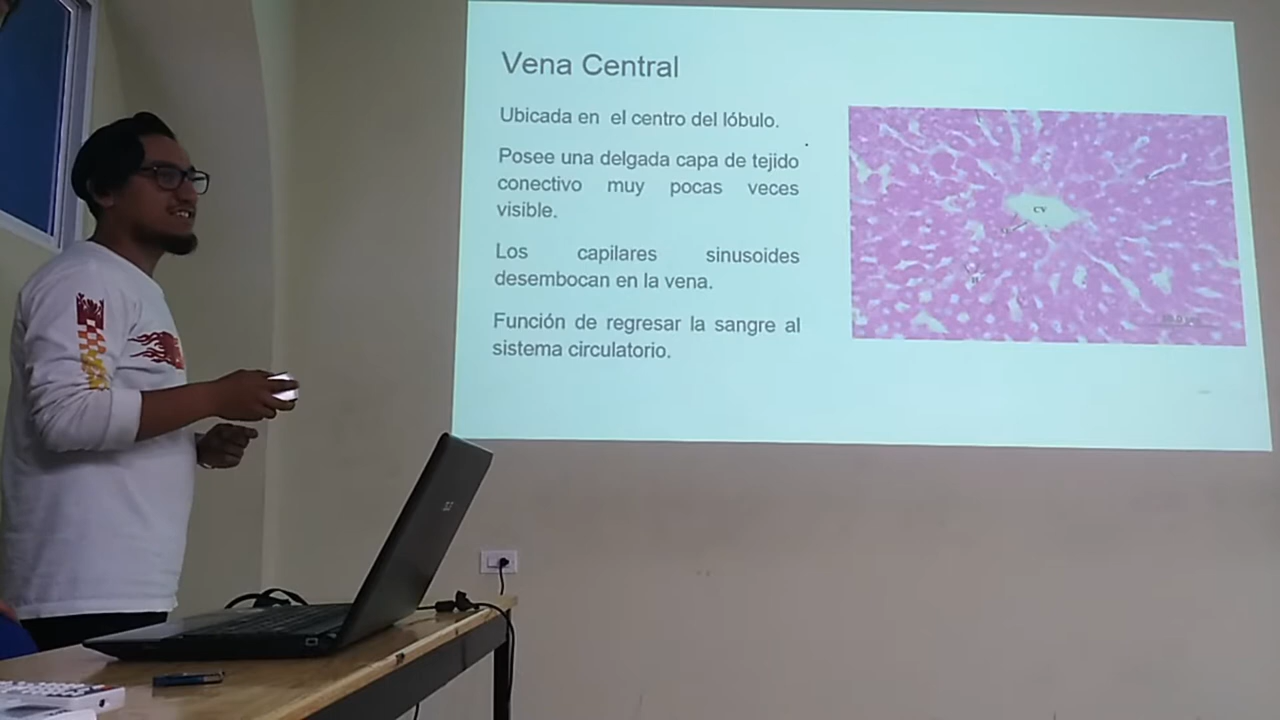 Vena Central
Ubicada en el centro del lóbulo.
Posee una delgada capa de tejido
conectivo muy pocas veces
visible.
Los capilares sinusoides
desembocan en la vena.
Función de regresar la sangre al
sistema circulatorio.
CV
hp